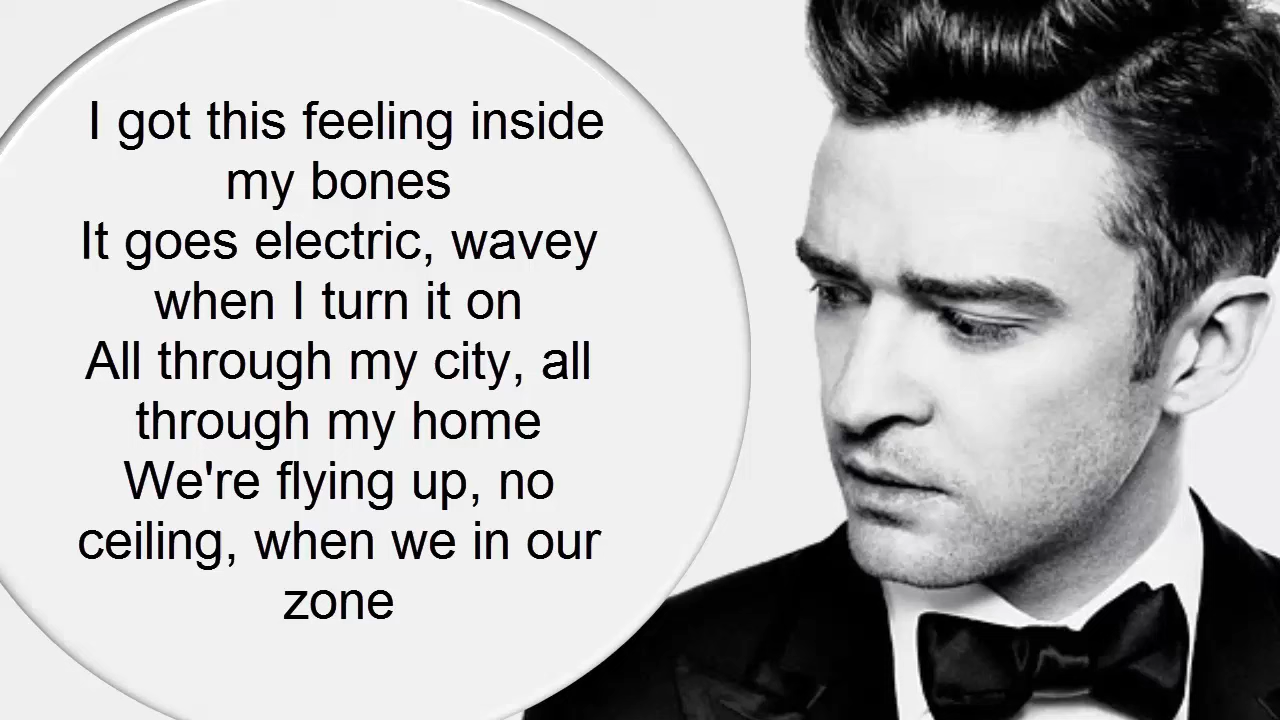 I got this feeling inside
my bones
It goes electric, wavey
when I turn it on
All through my city, all
through my home
We're flying up, no
ceiling, when we in our
zone